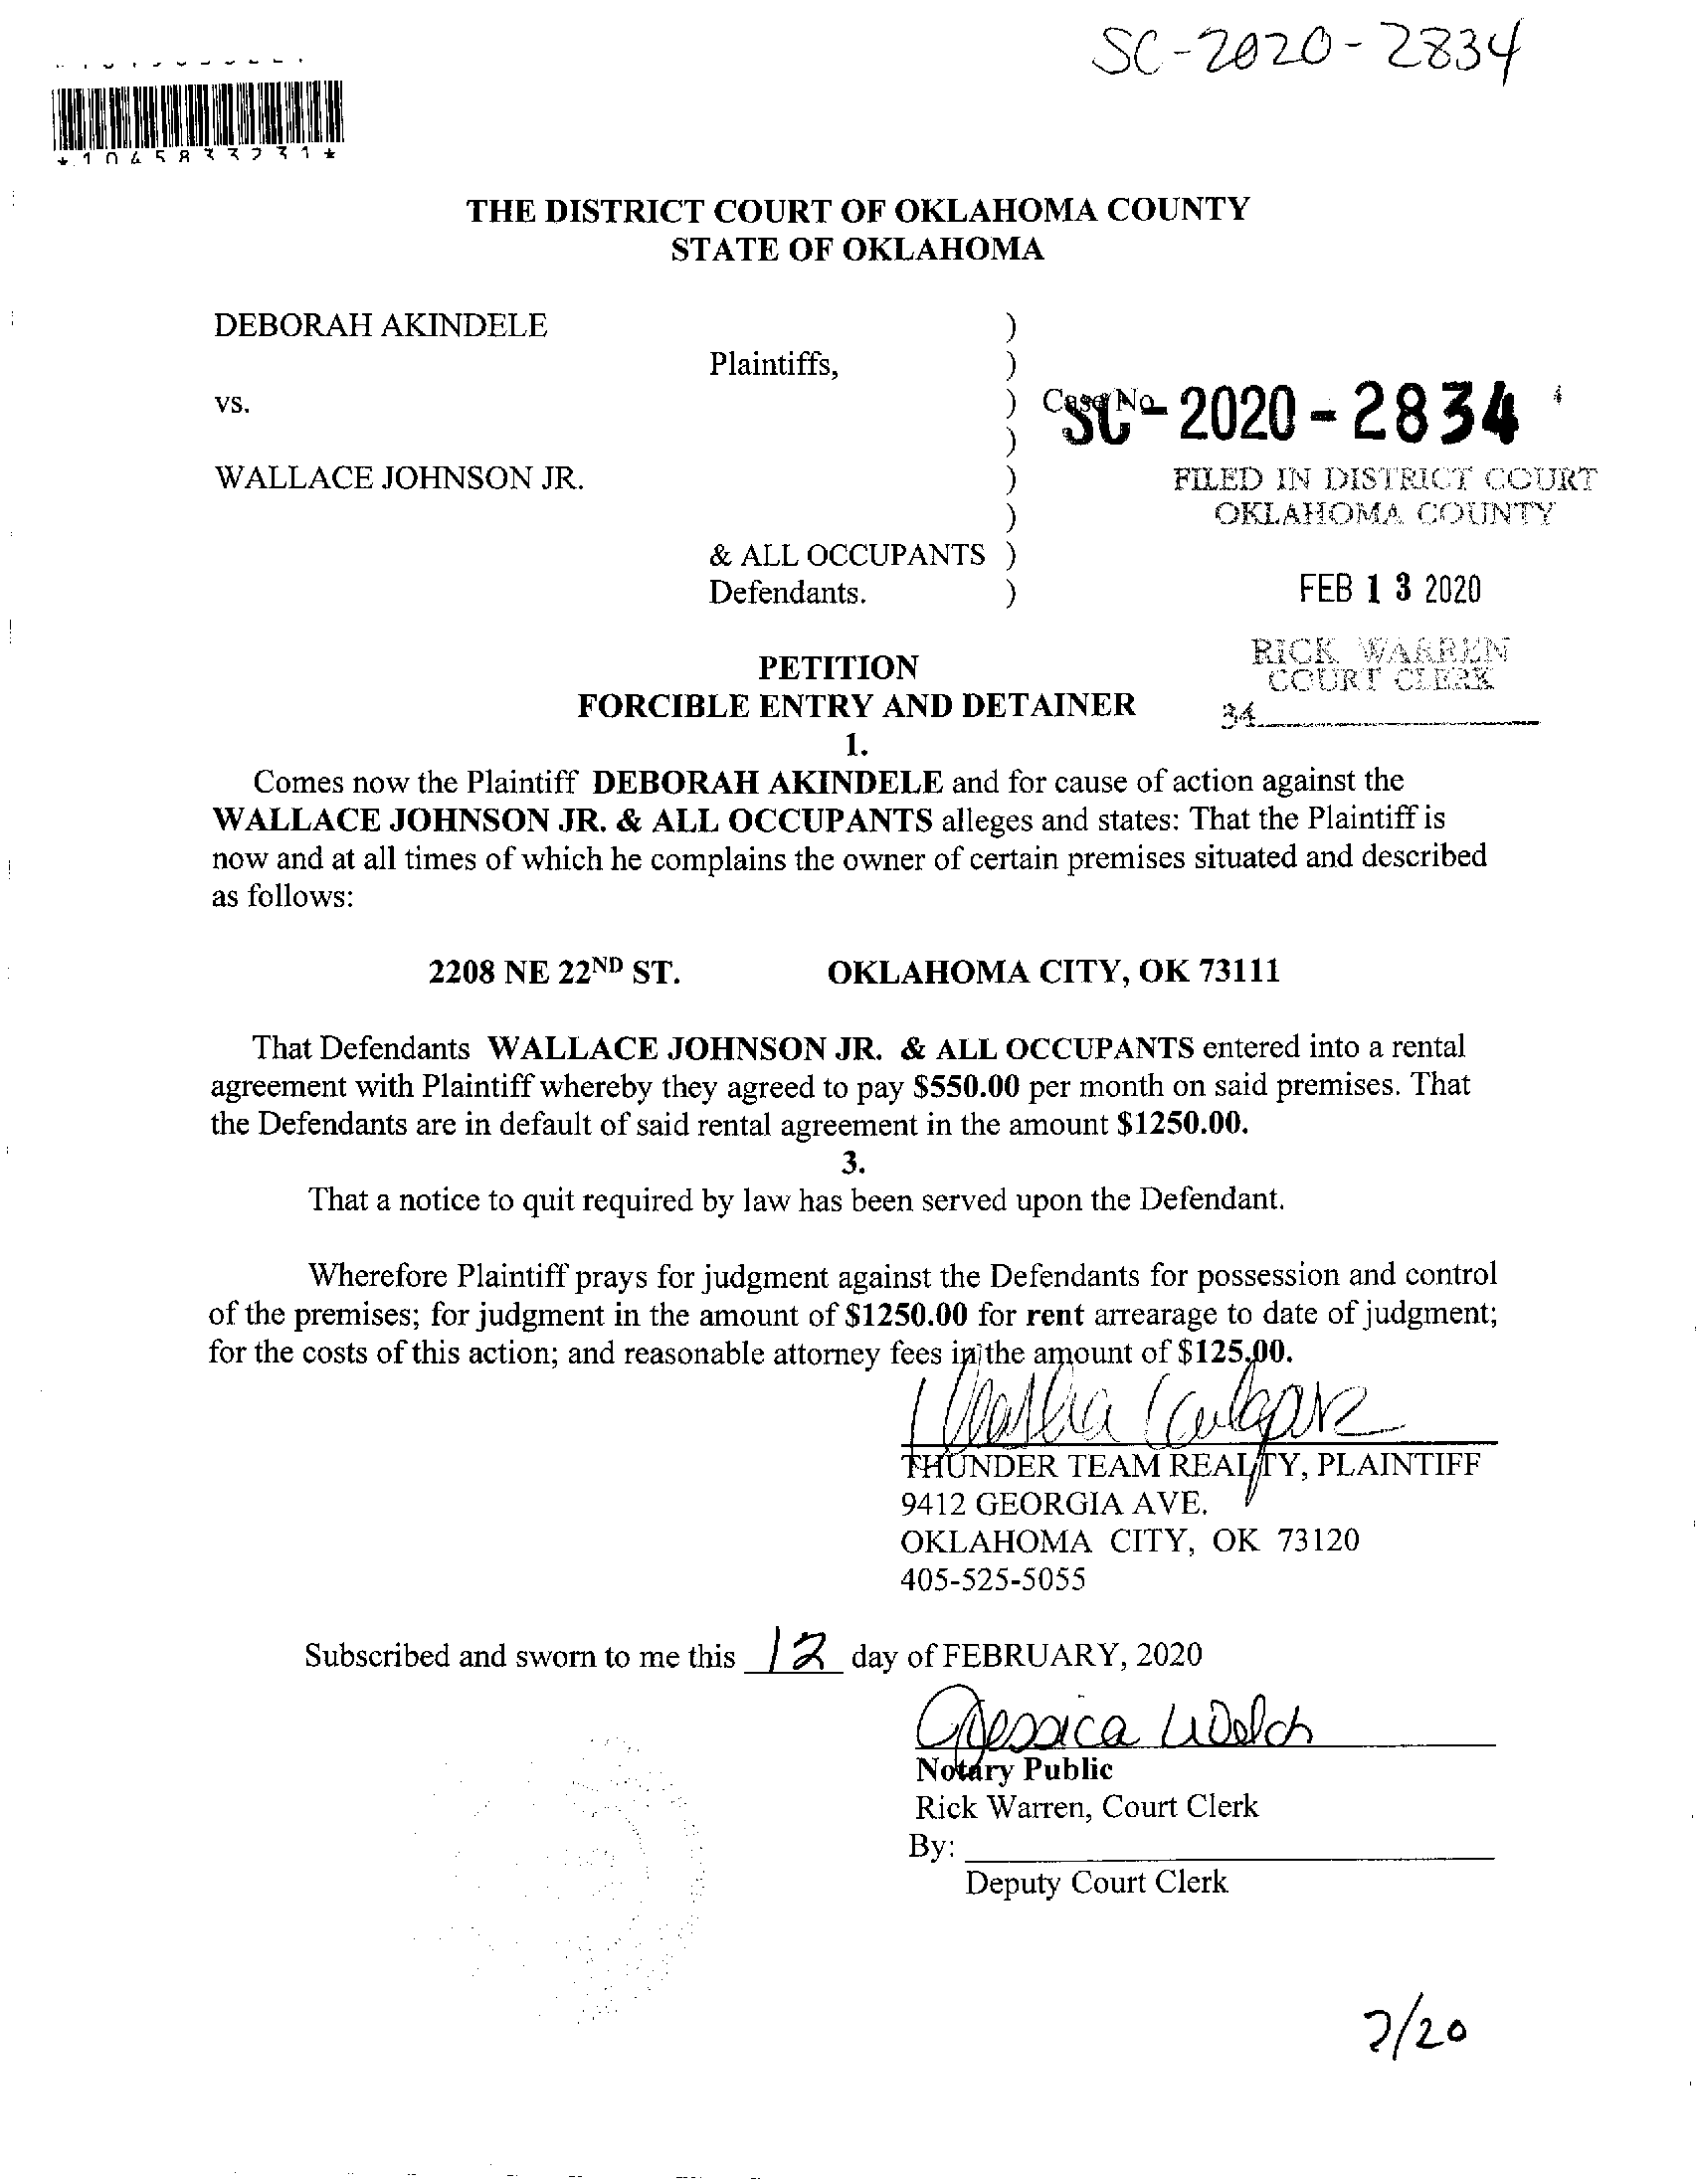 SC-2020-2834
*1045833231*
THE DISTRICT COURT OF OKLAHOMA COUNTY
STATE OF OKLAHOMA
DEBORAH AKINDELE )
Plaintiffs, )
vs. ) Case No.
SC-2020-2834
)
WALLACE JOHNSON JR. )
FILED IN DISTRICT COURT
) OKLAHOMA COUNTY
& ALL OCCUPANTS )
Defendants. ) FEB 13 2020
RICK WARREN
COURT CLERK
34
PETITION
FORCIBLE ENTRY AND DETAINER
1.
Comes now the Plaintiff DEBORAH AKINDELE and for cause of action against the
WALLACE JOHNSON JR. & ALL OCCUPANTS alleges and states: That the Plaintiff is
now and at all times of which he complains the owner of certain premises situated and described
as follows:
2208 NE 22ND ST. OKLAHOMA CITY, OK 73111
That Defendants WALLACE JOHNSON JR. & ALL OCCUPANTS entered into a rental
agreement with Plaintiff whereby they agreed to pay $550.00 per month on said premises. That
the Defendants are in default of said rental agreement in the amount $1250.00.
3.
That a notice to quit required by law has been served upon the Defendant.
Wherefore Plaintiff prays for judgment against the Defendants for possession and control
of the premises; for judgment in the amount of $1250.00 for rent arrearage to date of judgment;
for the costs of this action; and reasonable attorney fees in the amount of $125.00.
THUNDER TEAM REALTY, PLAINTIFF
9412 GEORGIA AVE.
OKLAHOMA CITY, OK 73120
405-525-5055
Subscribed and sworn to me this 12 day of FEBRUARY, 2020
Jessica Welch
Notary Public
Rick Warren, Court Clerk
By:
Deputy Court Clerk
2/20